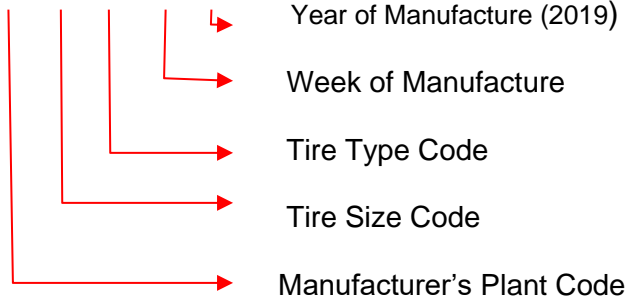 Year of Manufacture (2019)
Week of Manufacture
Tire Type Code
Tire Size Code
Manufacturer’s Plant Code